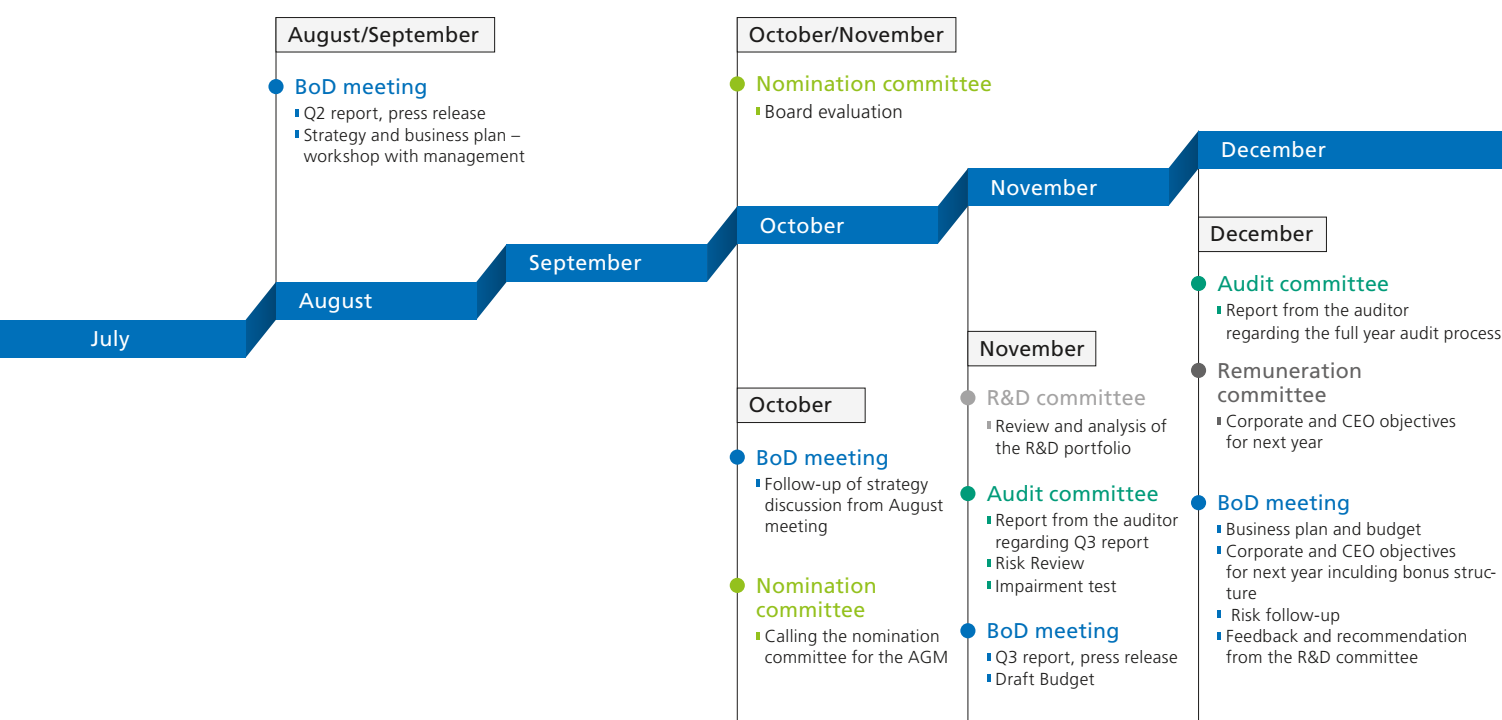 August/September
BoD meeting
Q2 report, press release
Strategy and business plan –
workshop with management
October/November
Nomination committee
Board evaluation
July
August
September
October
November
December
October
BoD meeting
Follow-up of strategy
discussion from August
meeting
Nomination
committee
Calling the nomination
committee for the AGM
November
R&D committee
Review and analysis of
the R&D portfolio
Audit committee
Report from the auditor
regarding Q3 report
Risk Review
Impairment test
BoD meeting
Q3 report, press release
Draft Budget
December
Audit committee
Report from the auditor
regarding the full year audit process
Remuneration
committee
Corporate and CEO objectives
for next year
BoD meeting
Business plan and budget
Corporate and CEO objectives
for next year inculding bonus struc-
ture
Risk follow-up
Feedback and recommendation
from the R&D committee